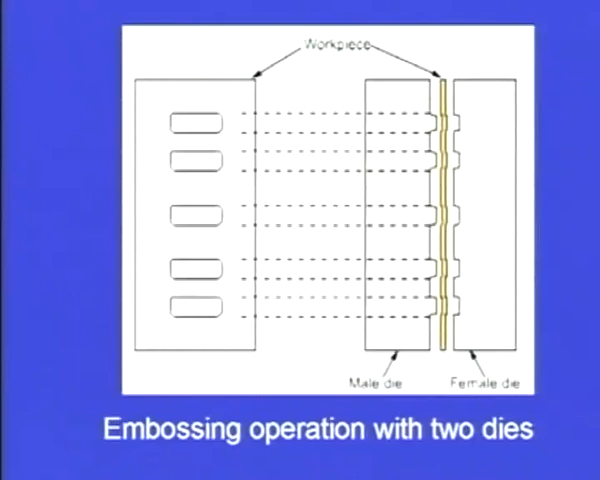 Workpiece
Male die
Female die
Embossing operation with two dies